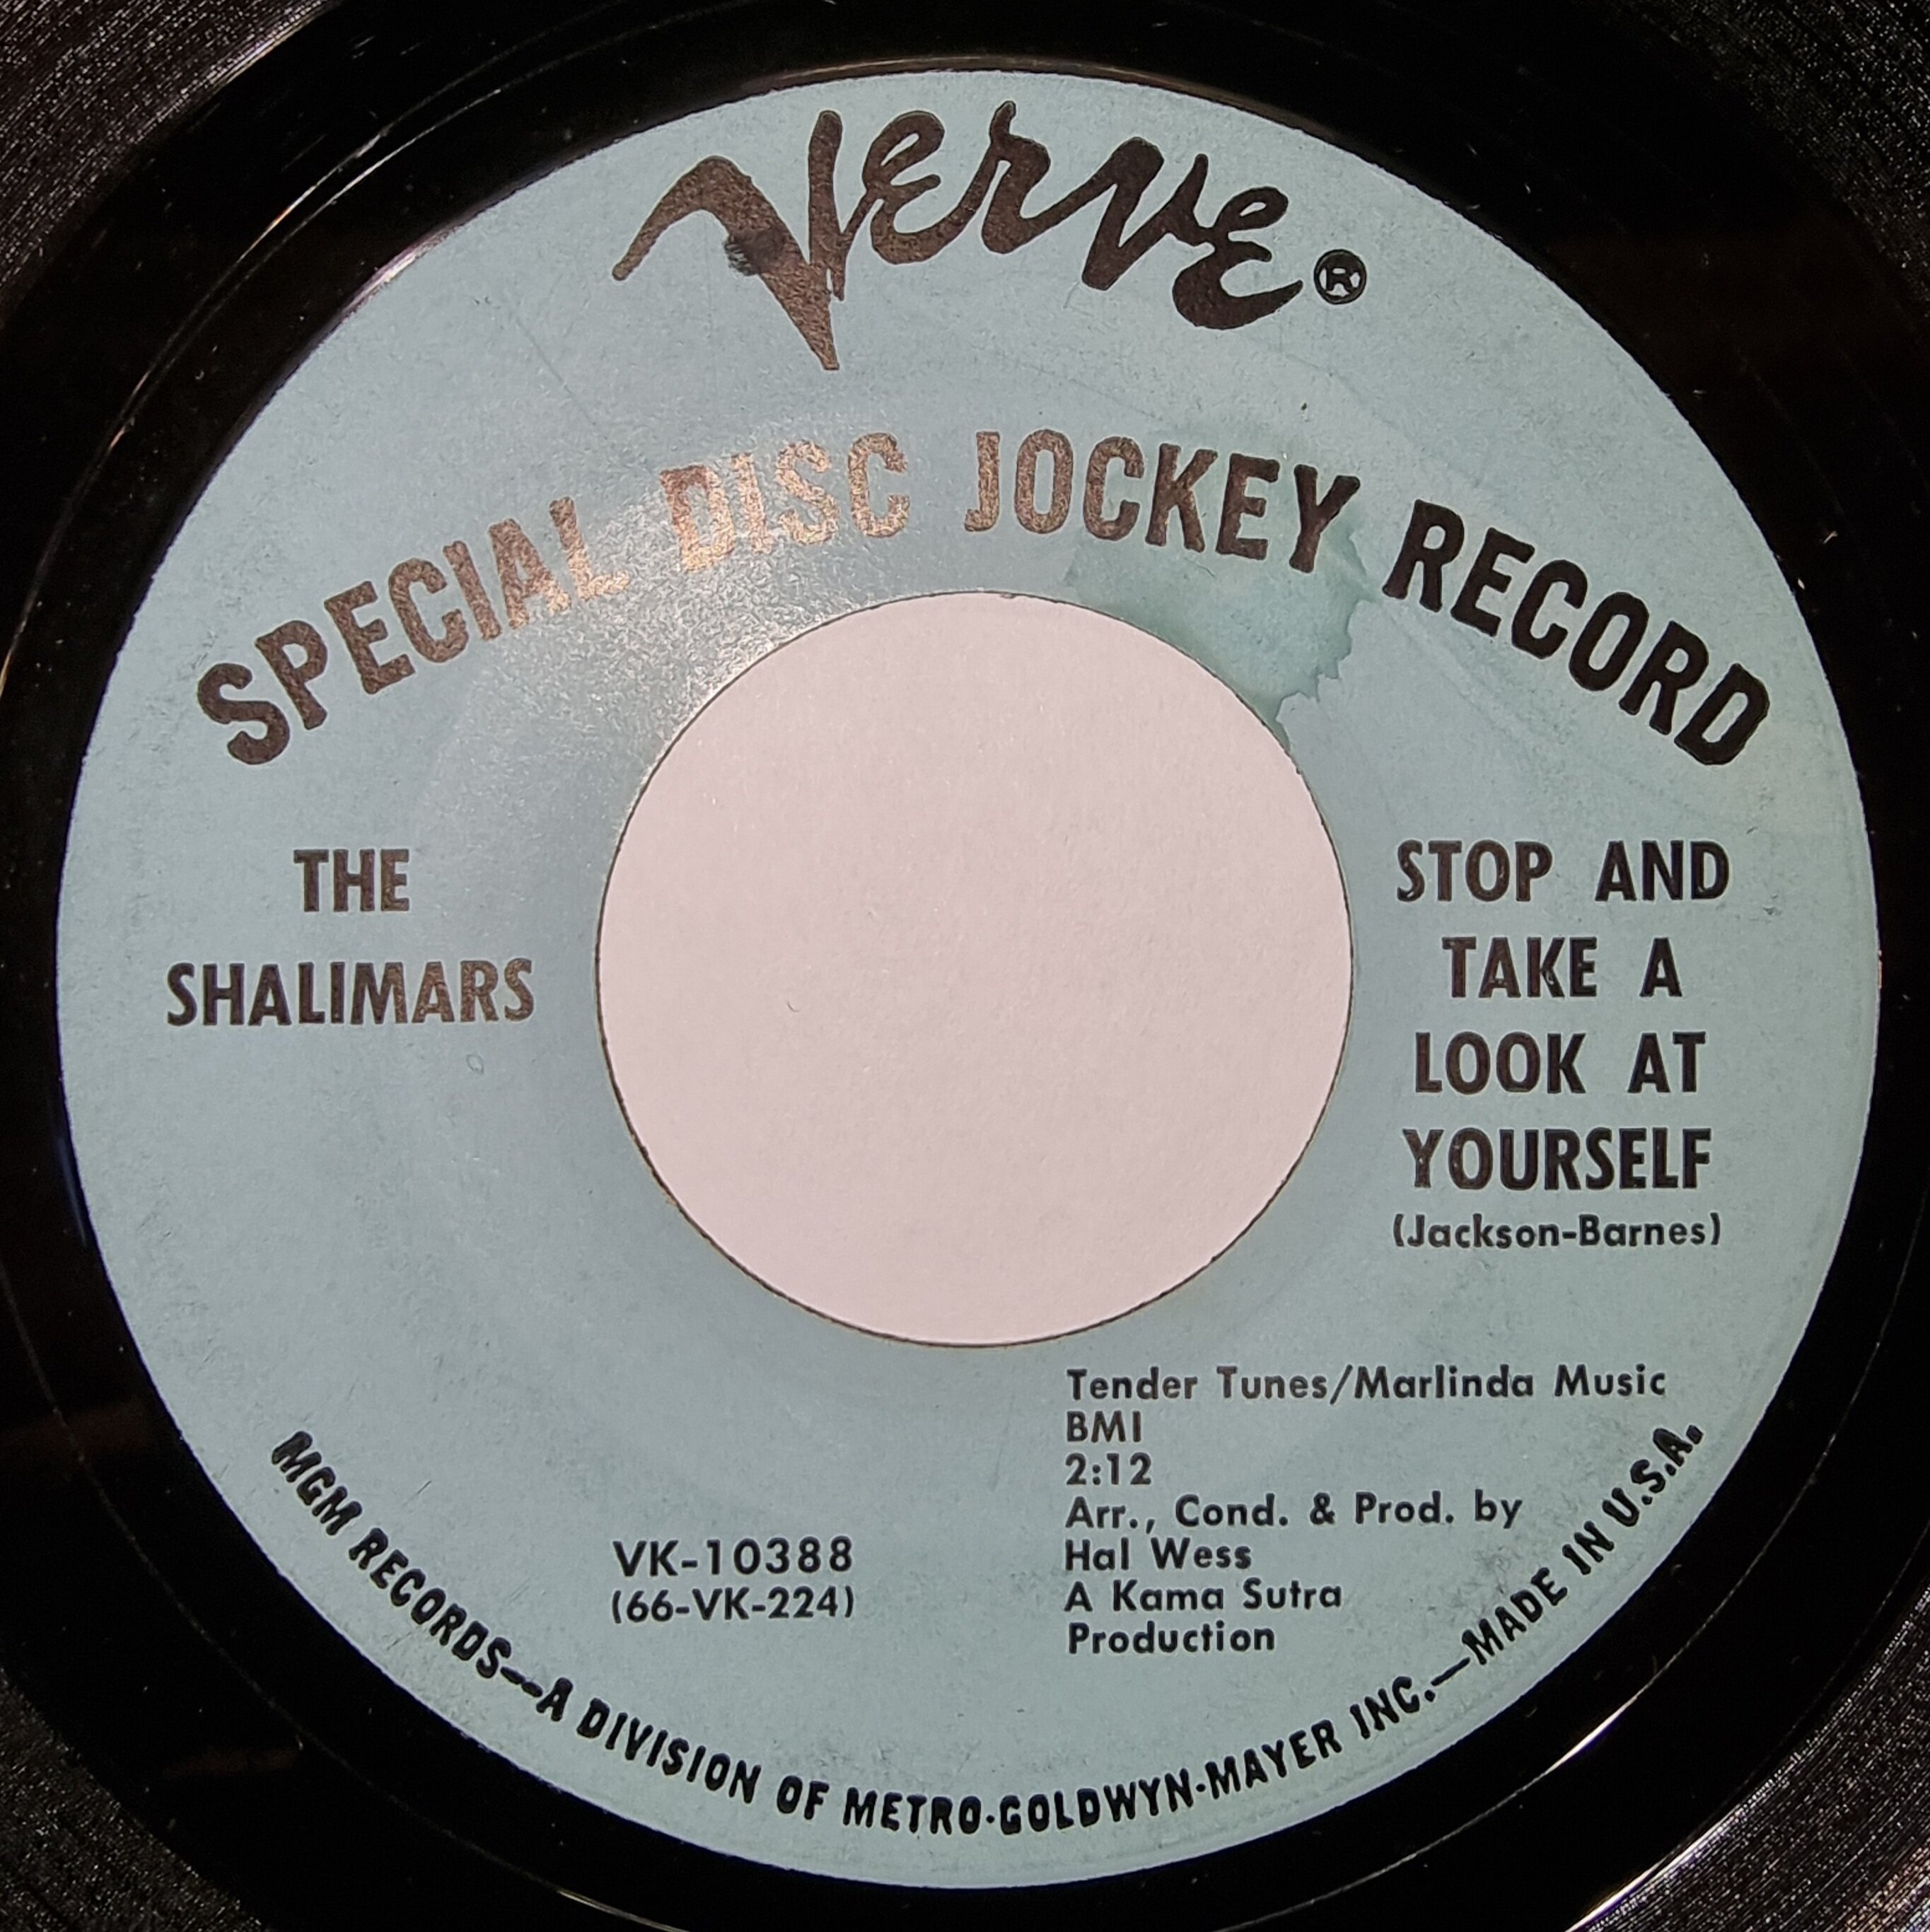 Verve®
SPECIAL DISC JOCKEY RECORD
THE
SHALIMARS
STOP AND
TAKE A
LOOK AT
YOURSELF
(Jackson-Barnes)
Tender Tunes/Marlinda Music
BMI
2:12
Arr., Cond. & Prod. by
Hal Wess
A Kama Sutra
Production
VK-10388
(66-VK-224)
MGM RECORDS—A DIVISION OF METRO·GOLDWYN·MAYER INC.—MADE IN U.S.A.